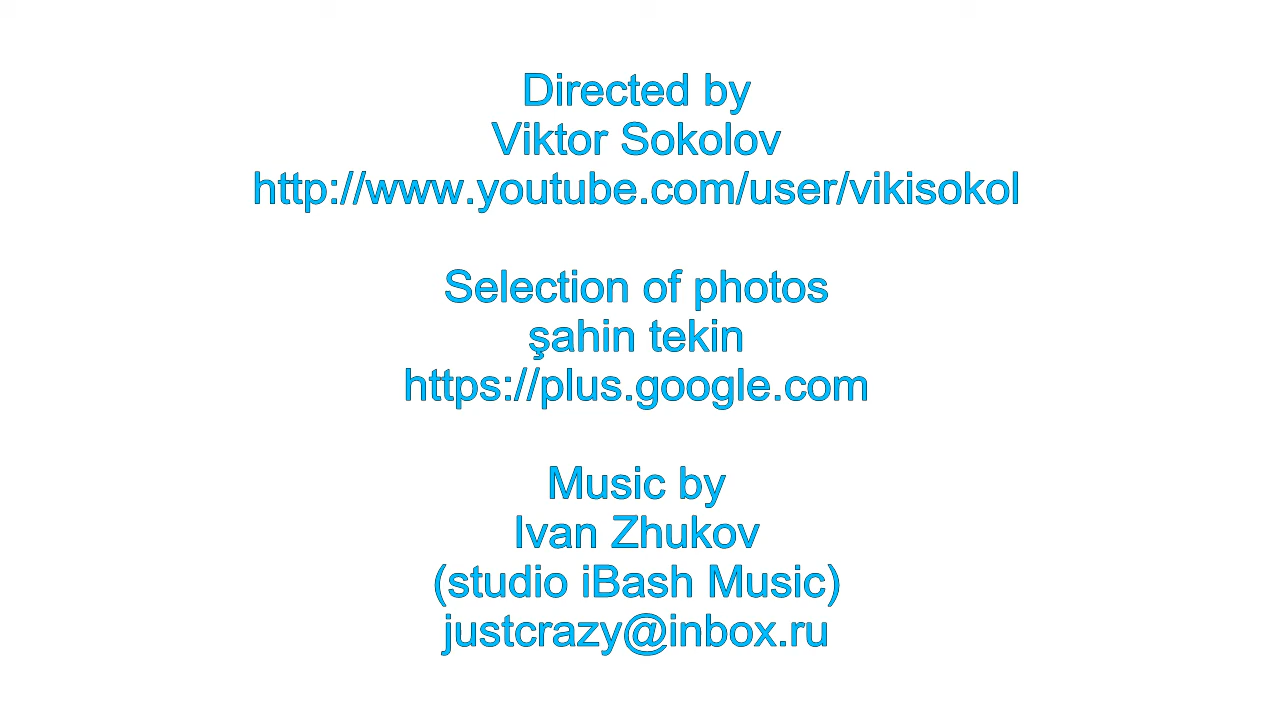 Directed by
Viktor Sokolov
http://www.youtube.com/user/vikisokol
Selection of photos
şahin tekin
https://plus.google.com
Music by
Ivan Zhukov
(studio iBash Music)
justcrazy@inbox.ru